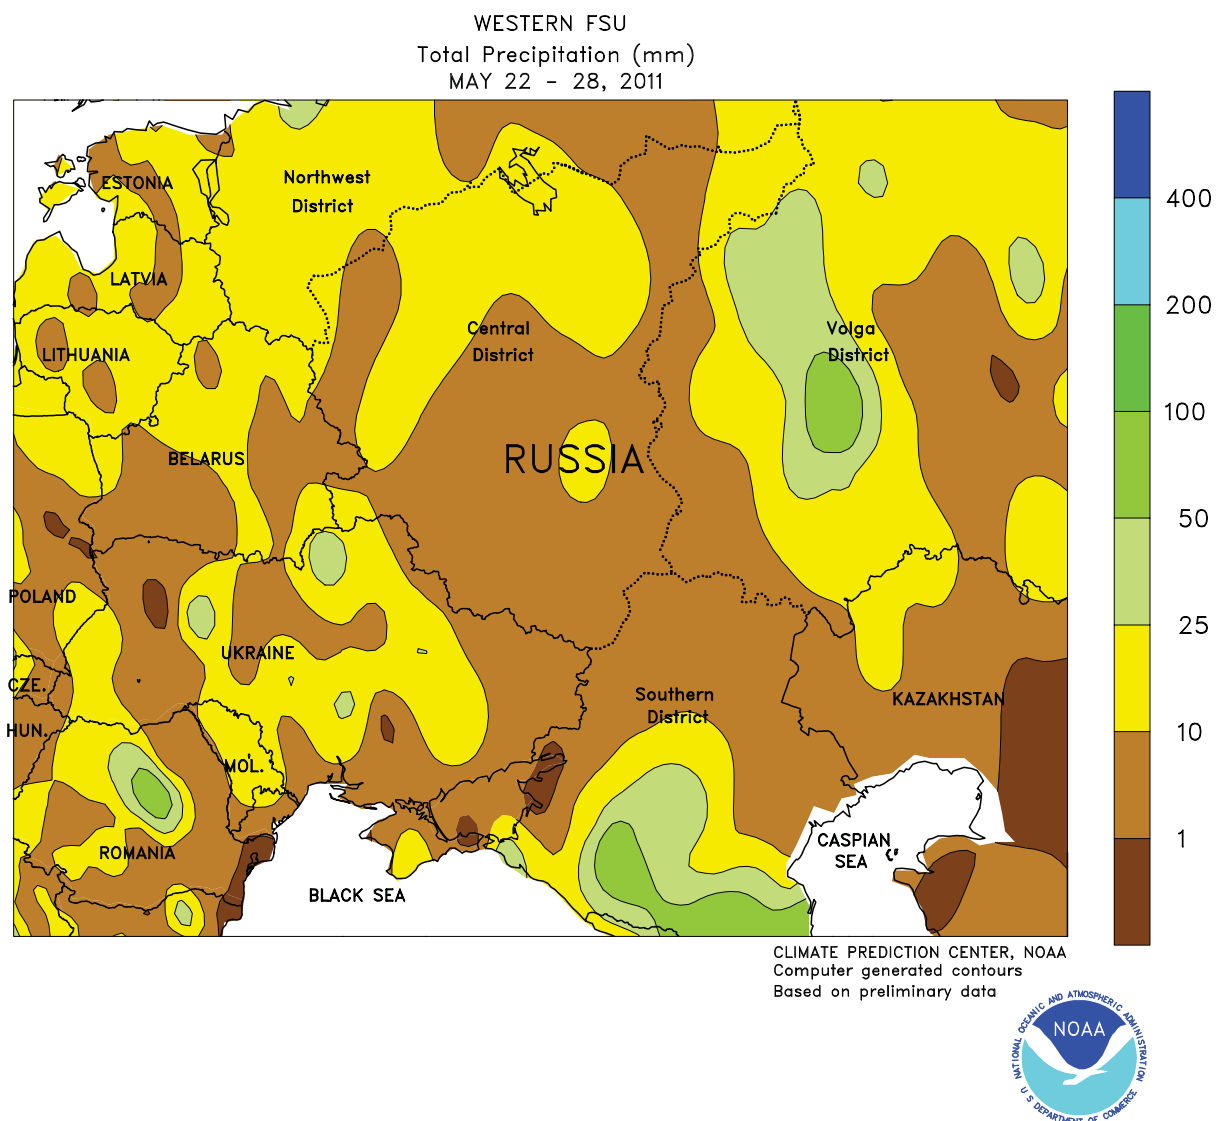 WESTERN FSU
Total Precipitation (mm)
MAY 22 - 28, 2011
ESTONIA
Northwest
District
LATVIA
LITHUANIA
Central
District
Volga
District
BELARUS
RUSSIA
POLAND
UKRAINE
CZE.
HUN.
MOL.
Southern
District
KAZAKHSTAN
ROMANIA
BLACK SEA
CASPIAN
SEA
400
200
100
50
25
10
1
CLIMATE PREDICTION CENTER, NOAA
Computer generated contours
Based on preliminary data
NATIONAL OCEANIC AND ATMOSPHERIC ADMINISTRATION
NOAA
U S DEPARTMENT OF COMMERCE